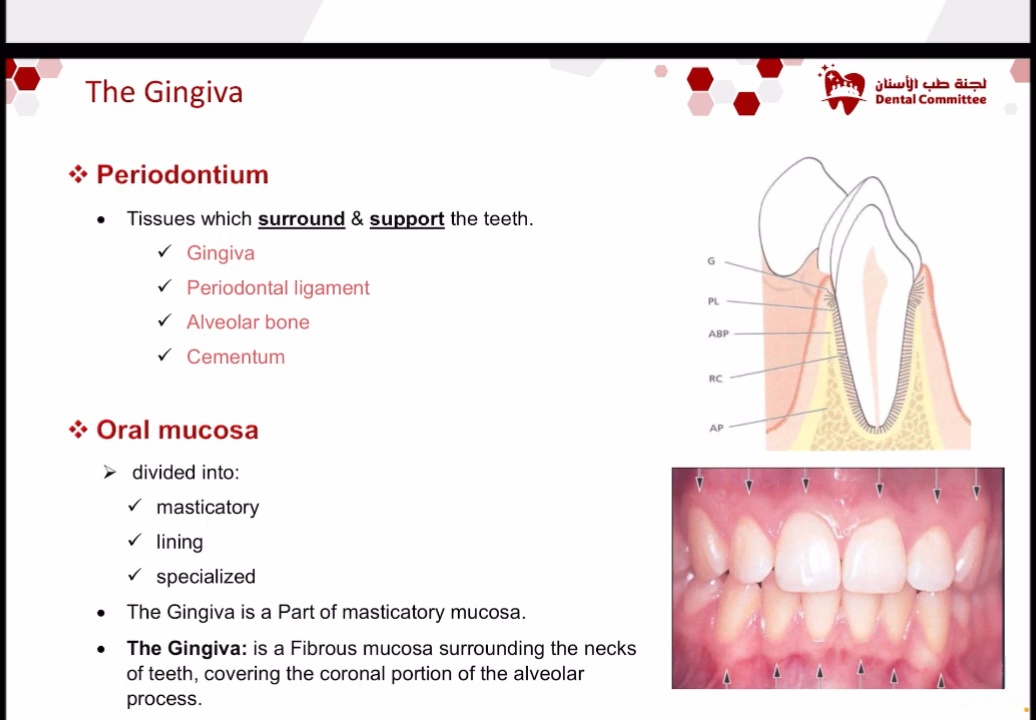 The Gingiva
لجنة طب الأسنان
Dental Committee
❖ Periodontium
• Tissues which surround & support the teeth.
✓ Gingiva
✓ Periodontal ligament
✓ Alveolar bone
✓ Cementum
❖ Oral mucosa
➢ divided into:
✓ masticatory
✓ lining
✓ specialized
• The Gingiva is a Part of masticatory mucosa.
• The Gingiva: is a Fibrous mucosa surrounding the necks
of teeth, covering the coronal portion of the alveolar
process.
G
PL
ABP
RC
AP